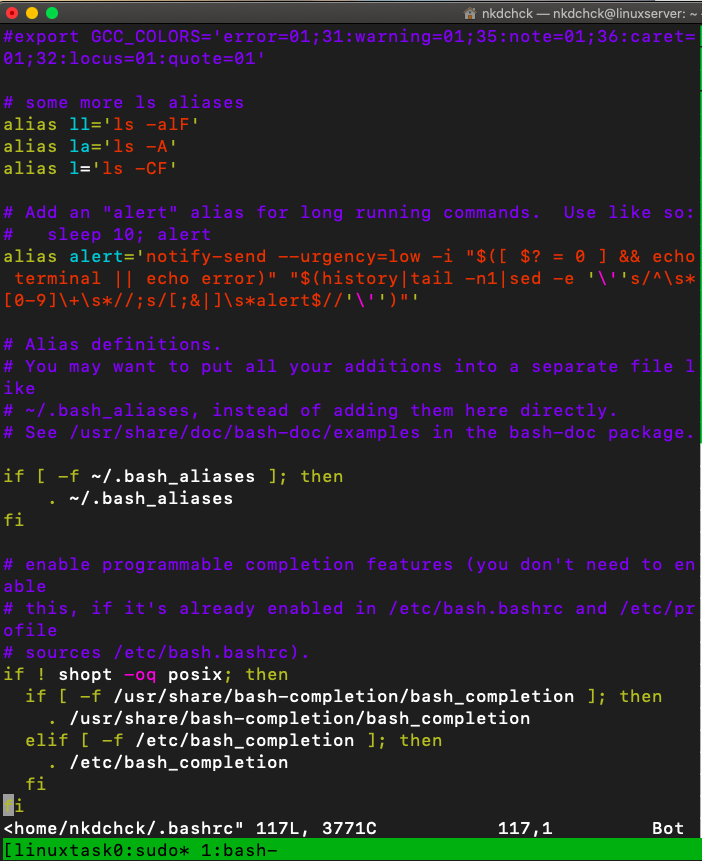 nkdchck — nkdchck@linuxserver: ~ -
#export GCC_COLORS='error=01;31:warning=01;35:note=01;36:caret=
01;32:locus=01:quote=01'
# some more ls aliases
alias ll='ls -alF'
alias la='ls -A'
alias l='ls -CF'
# Add an "alert" alias for long running commands.  Use like so:
#   sleep 10; alert
alias alert='notify-send --urgency=low -i "$([ $? = 0 ] && echo
 terminal || echo error)" "$(history|tail -n1|sed -e '\''s/^\s*
[0-9]\+\s*//;s/[;&|]\s*alert$//'\'')"'
# Alias definitions.
# You may want to put all your additions into a separate file l
ike
# ~/.bash_aliases, instead of adding them here directly.
# See /usr/share/doc/bash-doc/examples in the bash-doc package.
if [ -f ~/.bash_aliases ]; then
    . ~/.bash_aliases
fi
# enable programmable completion features (you don't need to en
able
# this, if it's already enabled in /etc/bash.bashrc and /etc/pr
ofile
# sources /etc/bash.bashrc).
if ! shopt -oq posix; then
  if [ -f /usr/share/bash-completion/bash_completion ]; then
    . /usr/share/bash-completion/bash_completion
  elif [ -f /etc/bash_completion ]; then
    . /etc/bash_completion
  fi
fi
<home/nkdchck/.bashrc" 117L, 3771C 117,1 Bot
[linuxtask0:sudo* 1:bash-